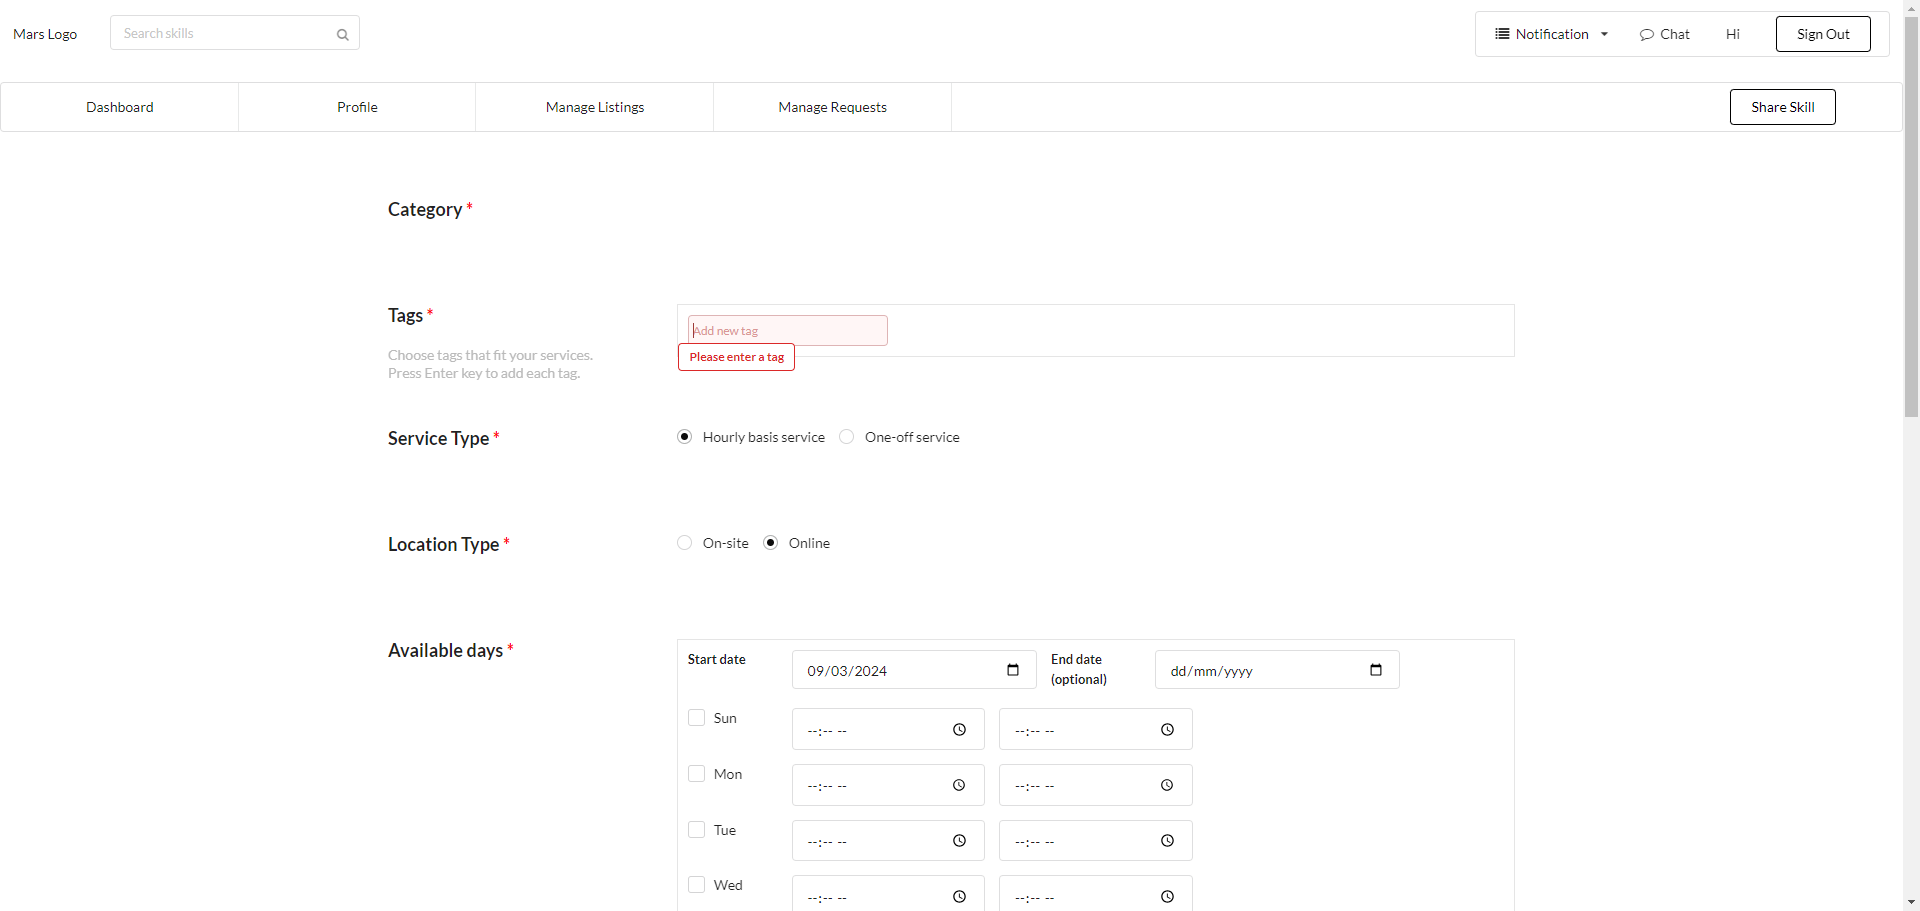 Mars Logo
Search skills
Notification
Chat
Hi
Sign Out
Dashboard
Profile
Manage Listings
Manage Requests
Share Skill
Category *
Tags *
Add new tag
Please enter a tag
Choose tags that fit your services.
Press Enter key to add each tag.
Service Type *
Hourly basis service
One-off service
Location Type *
On-site
Online
Available days *
Start date
09/03/2024
End date
(optional)
dd/mm/yyyy
Sun
--:-- --
--:-- --
Mon
--:-- --
--:-- --
Tue
--:-- --
--:-- --
Wed
--:-- --
--:-- --